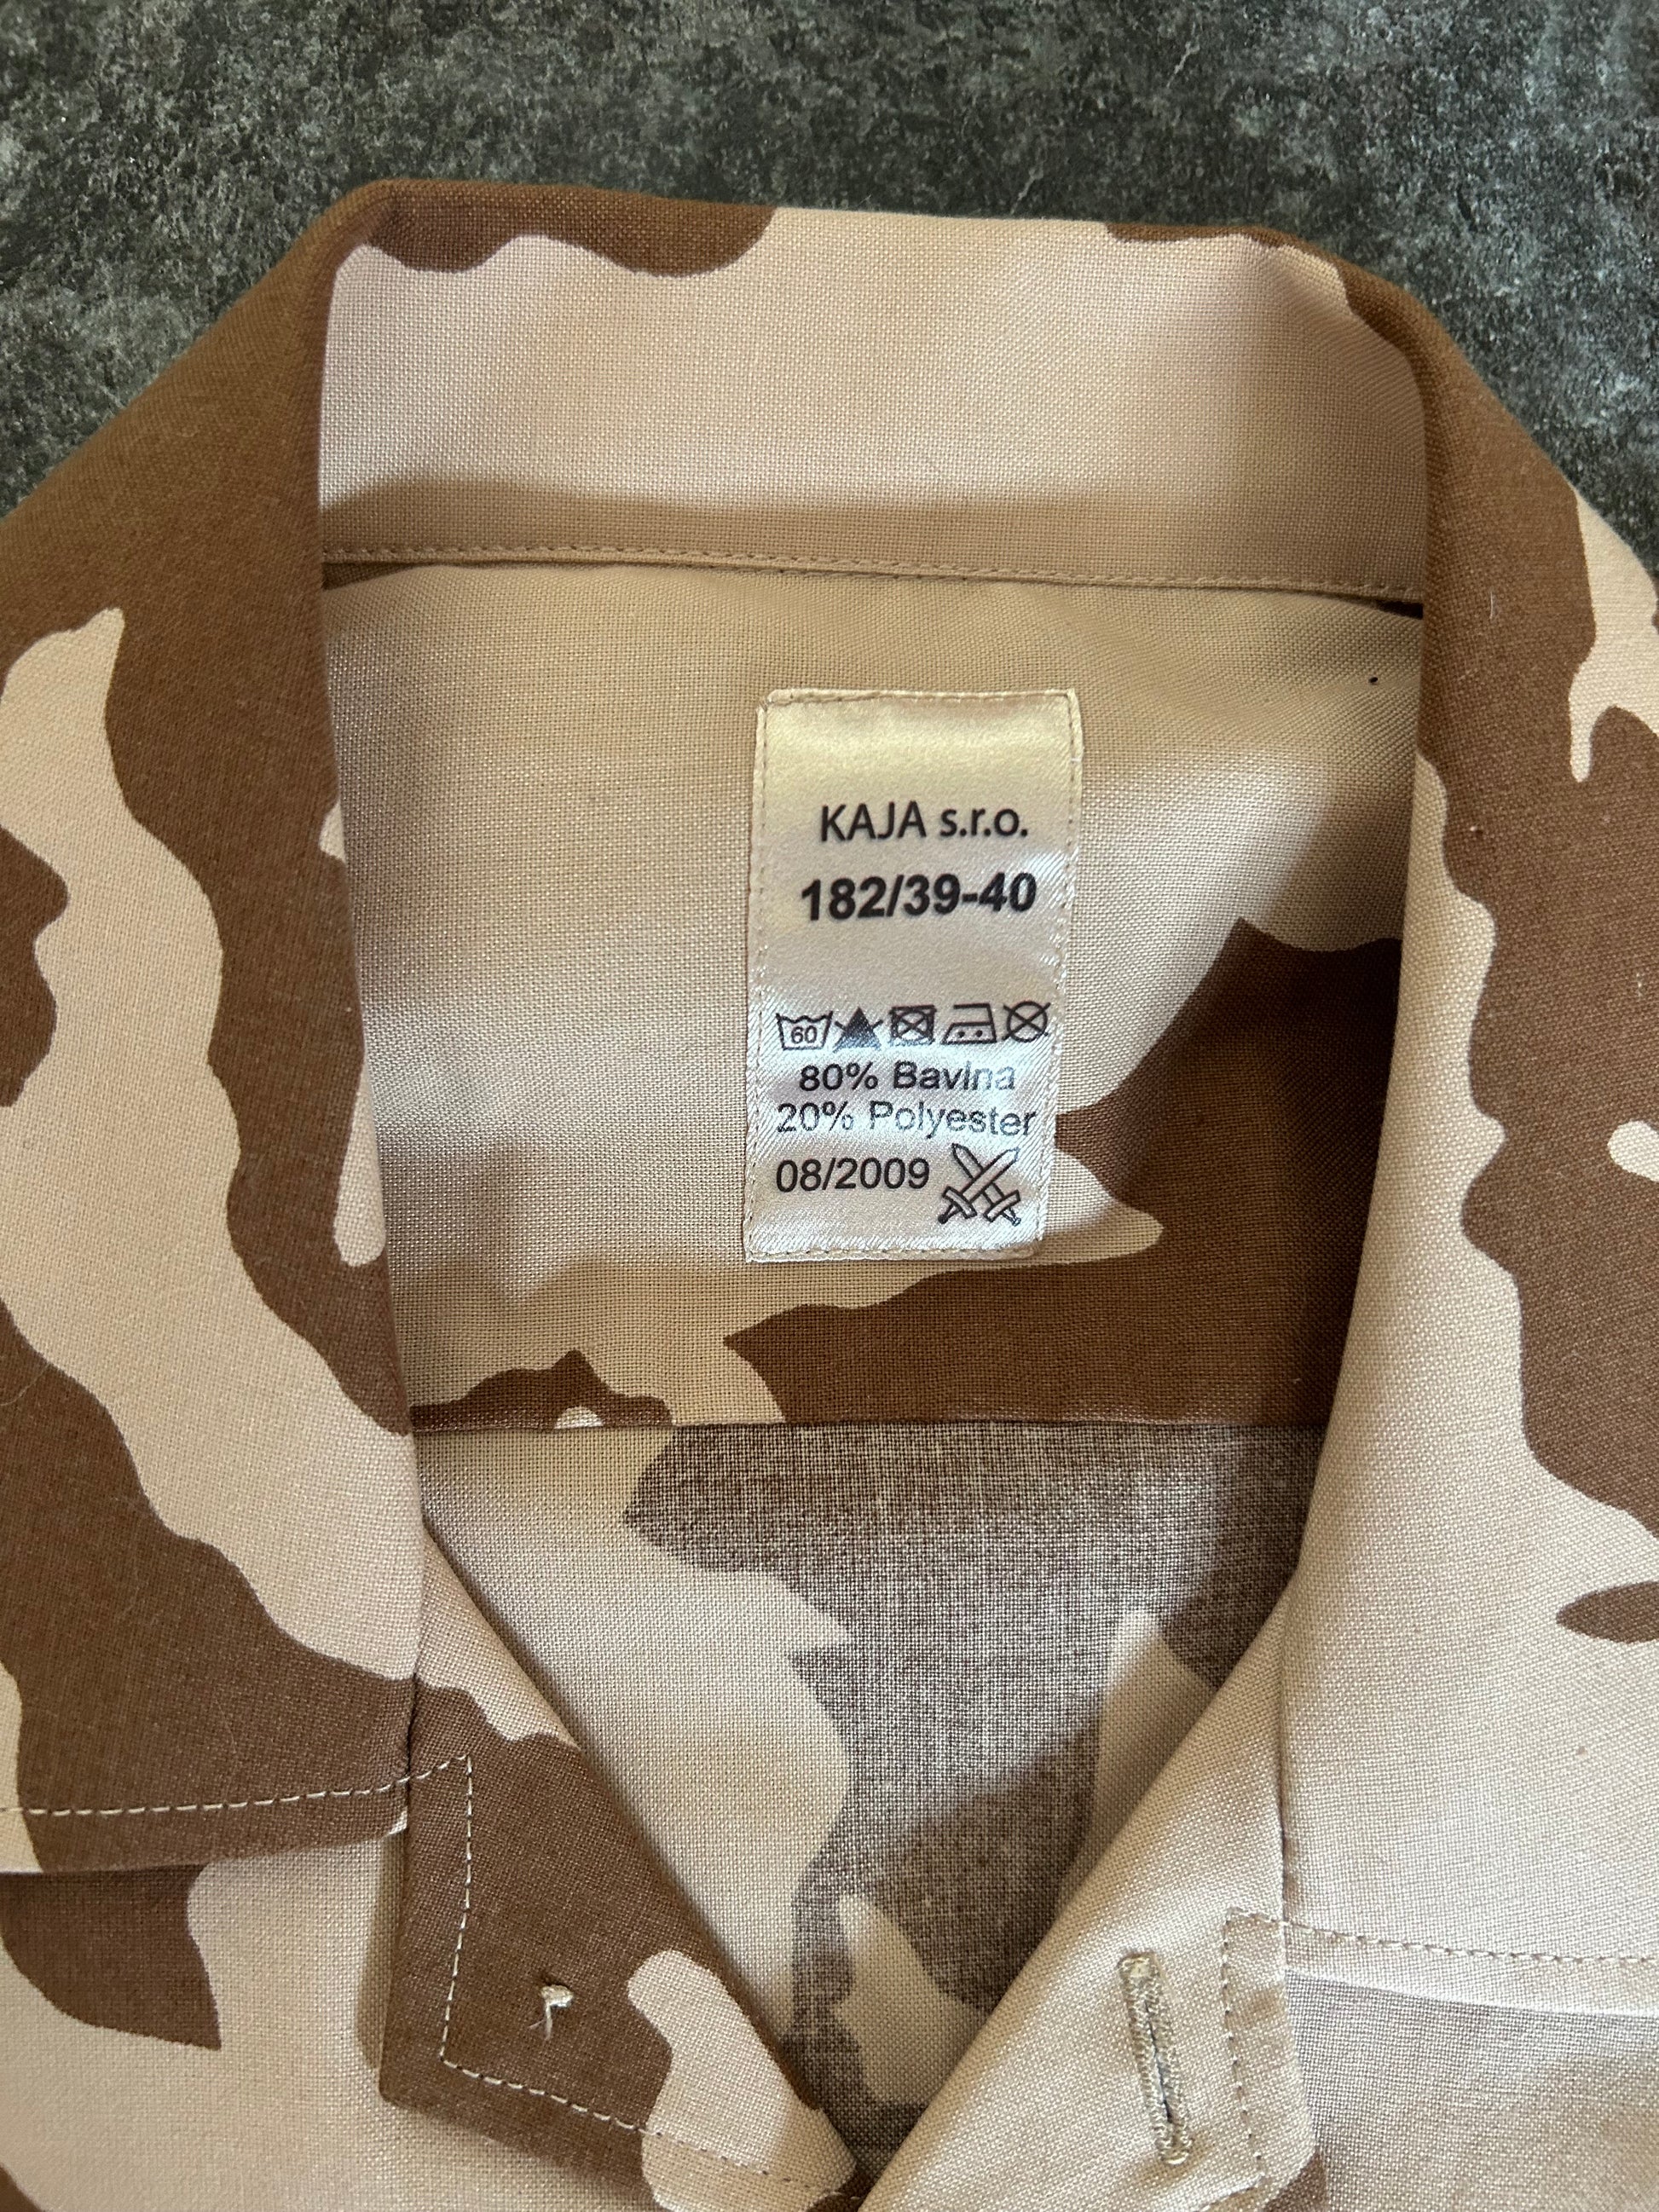 KAJA s.r.o.
182/39-40
60
80% Bavlna
20% Polyester
08/2009